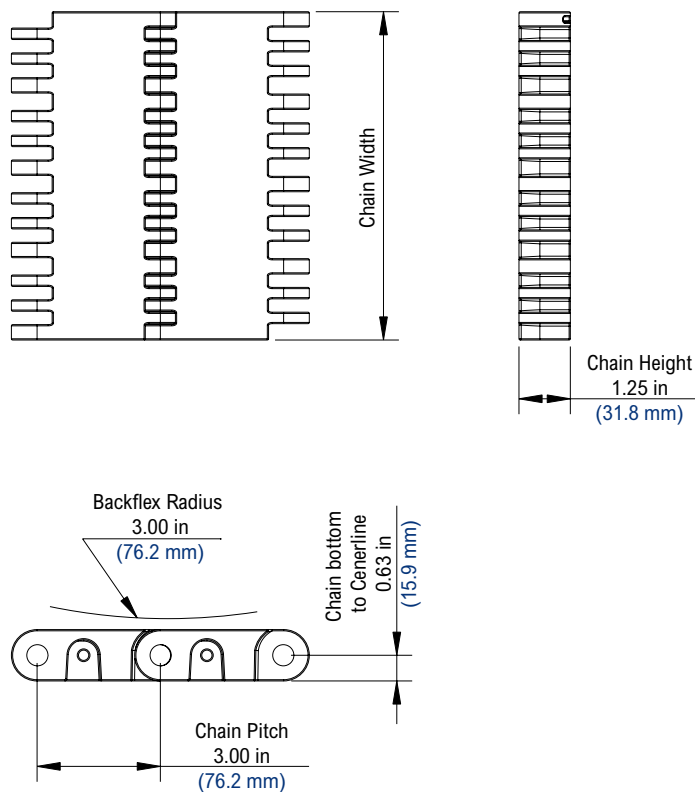 Chain Width
Chain Height
1.25 in
(31.8 mm)
Backflex Radius
3.00 in
(76.2 mm)
Chain bottom
to Cenerline
0.63 in
(15.9 mm)
Chain Pitch
3.00 in
(76.2 mm)